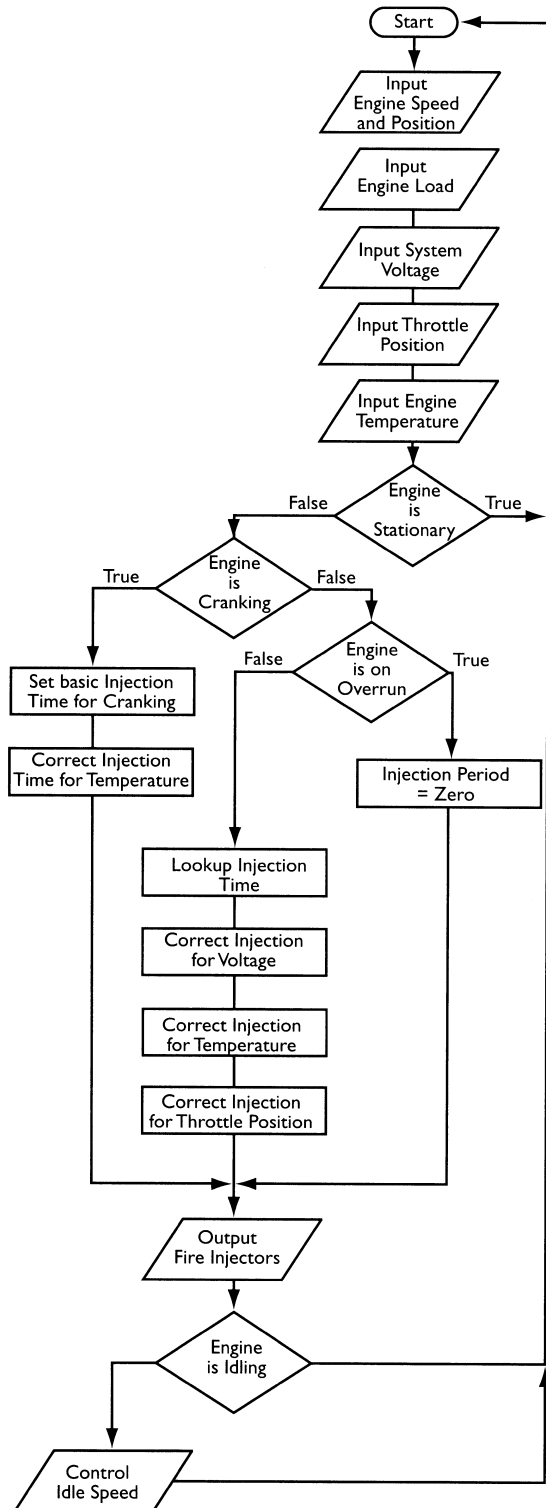 Start
Input
Engine Speed
and Position
Input
Engine Load
Input System
Voltage
Input Throttle
Position
Input Engine
Temperature
False
Engine
is
Stationary
True
True
Engine
is
Cranking
False
False
Engine
is on
Overrun
True
Set basic Injection
Time for Cranking
Correct Injection
Time for Temperature
Injection Period
= Zero
Lookup Injection
Time
Correct Injection
for Voltage
Correct Injection
for Temperature
Correct Injection
for Throttle Position
Output
Fire Injectors
Engine
is Idling
Control
Idle Speed